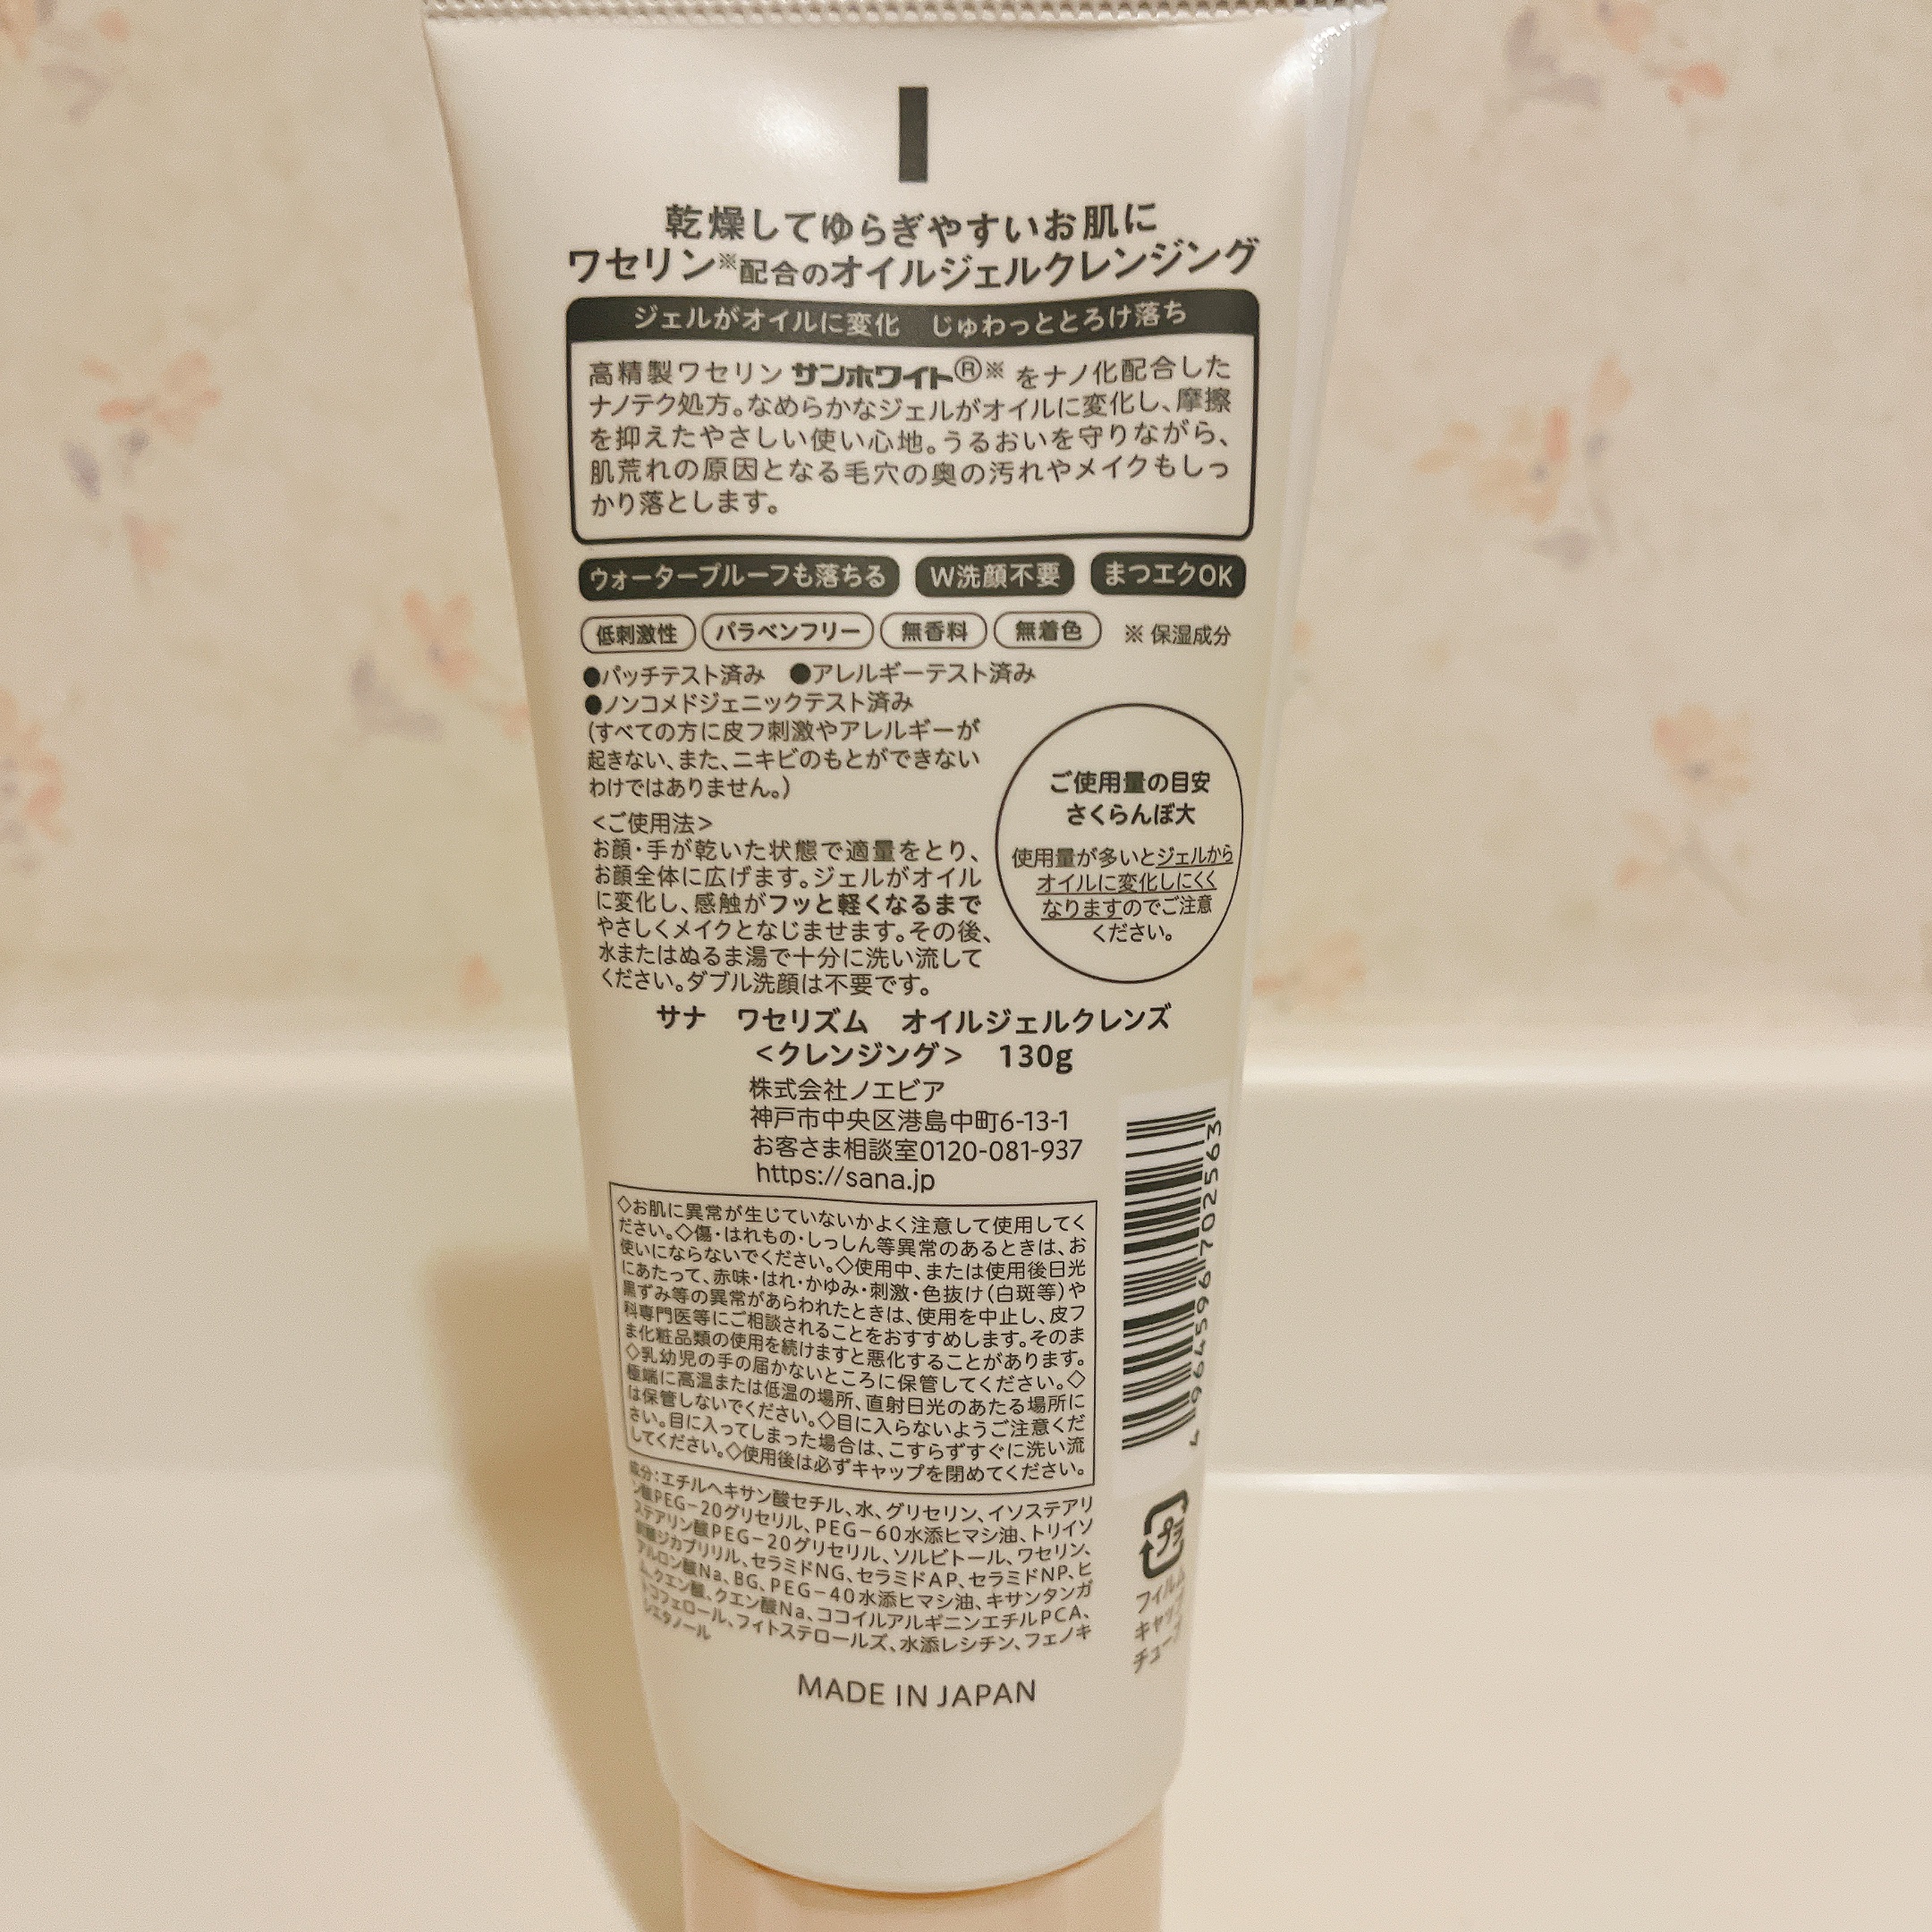 乾燥してゆらぎやすいお肌に
ワセリン※配合のオイルジェルクレンジング
ジェルがオイルに変化 じゅわっととろけ落ち
高精製ワセリン サンホワイト®※ をナノ化配合した
ナノテク処方。なめらかなジェルがオイルに変化し、摩擦
を抑えたやさしい使い心地。うるおいを守りながら、
肌荒れの原因となる毛穴の奥の汚れやメイクもしっ
かり落とします。
ウォータープルーフも落ちる W洗顔不要 まつエクOK
低刺激性 パラベンフリー 無香料 無着色 ※ 保湿成分
●パッチテスト済み ●アレルギーテスト済み
●ノンコメドジェニックテスト済み
(すべての方に皮フ刺激やアレルギーが
起きない、また、ニキビのもとができない
わけではありません。)
<ご使用法>
お顔・手が乾いた状態で適量をとり、
お顔全体に広げます。ジェルがオイル
に変化し、感触がフッと軽くなるまで
やさしくメイクとなじませます。その後、
水またはぬるま湯で十分に洗い流して
ください。ダブル洗顔は不要です。
ご使用量の目安
さくらんぼ大
使用量が多いとジェルから
オイルに変化しにくく
なりますのでご注意
ください。
サナ ワセリズム オイルジェルクレンズ
<クレンジング> 130g
株式会社ノエビア
神戸市中央区港島中町6-13-1
お客さま相談室0120-081-937
https://sana.jp
◇お肌に異常が生じていないかよく注意して使用してく
ださい。◇傷・はれもの・しっしん等異常のあるときは、お
使いにならないでください。◇使用中、または使用後日光
にあたって、赤味・はれ・かゆみ・刺激・色抜け(白斑等)や
黒ずみ等の異常があらわれたときは、使用を中止し、皮フ
科専門医等にご相談されることをおすすめします。そのま
ま化粧品類の使用を続けますと悪化することがあります。
◇乳幼児の手の届かないところに保管してください。◇
極端に高温または低温の場所、直射日光のあたる場所に
は保管しないでください。◇目に入らないようご注意くだ
さい。目に入ってしまった場合は、こすらずすぐに洗い流
してください。◇使用後は必ずキャップを閉めてください。
成分:エチルヘキサン酸セチル、水、グリセリン、イソステアリ
ン酸PEG-20グリセリル、PEG-60水添ヒマシ油、トリイソ
ステアリン酸PEG-20グリセリル、ソルビトール、ワセリン、
ジカプリリル、セラミドNG、セラミドAP、セラミドNP、ヒ
アルロン酸Na、BG、PEG-40水添ヒマシ油、キサンタンガ
ム、クエン酸、クエン酸Na、ココイルアルギニンエチルPCA、
トコフェロール、フィトステロールズ、水添レシチン、フェノキ
シエタノール
4964596702563
プラ
フィルム
キャップ
チューブ
MADE IN JAPAN